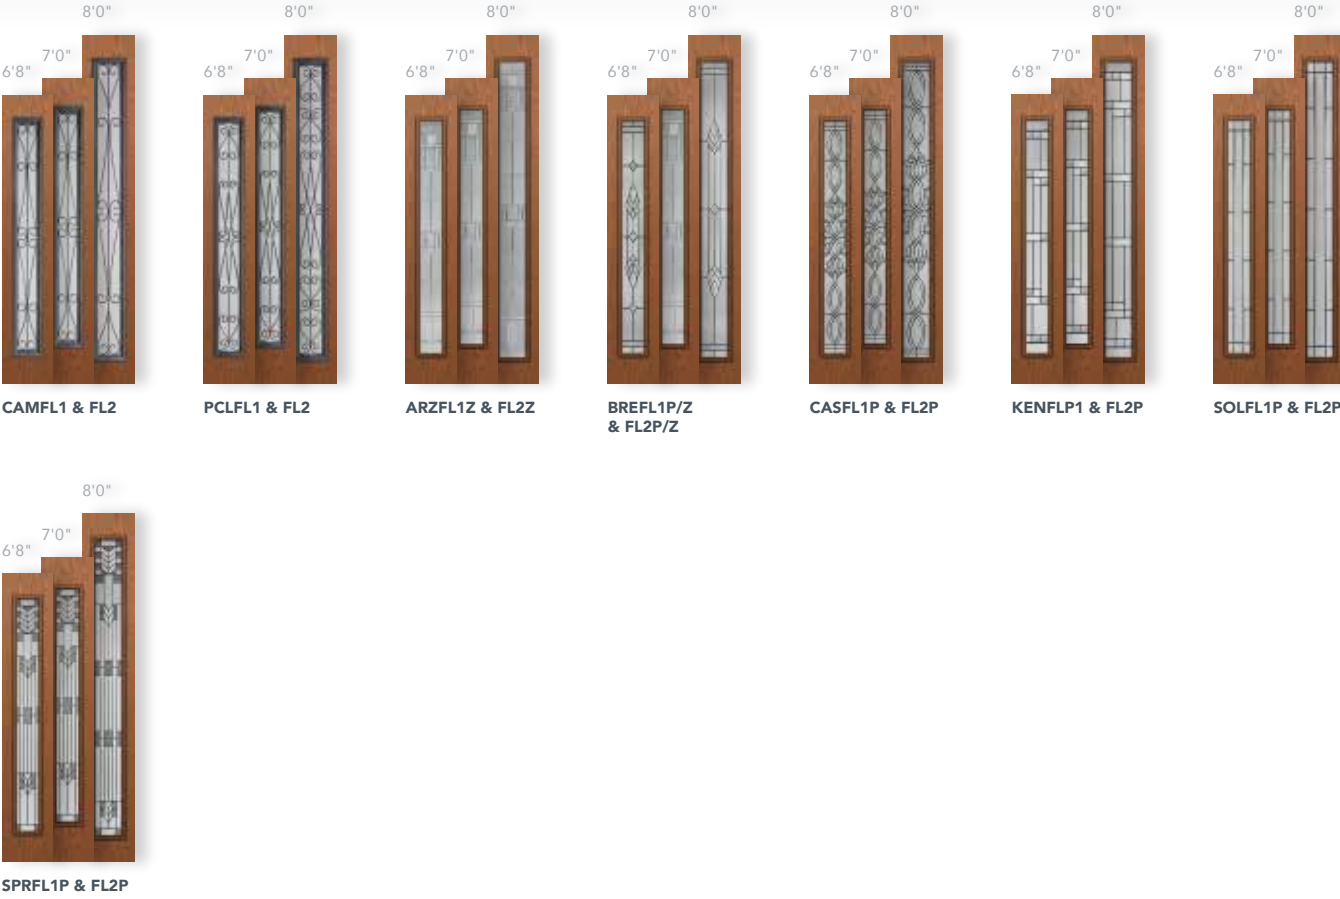 8'0"
7'0"
6'8"
CAMFL1 & FL2
8'0"
7'0"
6'8"
PCLFL1 & FL2
8'0"
7'0"
6'8"
ARZFL1Z & FL2Z
8'0"
7'0"
6'8"
BREFL1P/Z
& FL2P/Z
8'0"
7'0"
6'8"
CASFL1P & FL2P
8'0"
7'0"
6'8"
KENFLP1 & FL2P
8'0"
7'0"
6'8"
SOLFL1P & FL2P
8'0"
7'0"
6'8"
SPRFL1P & FL2P